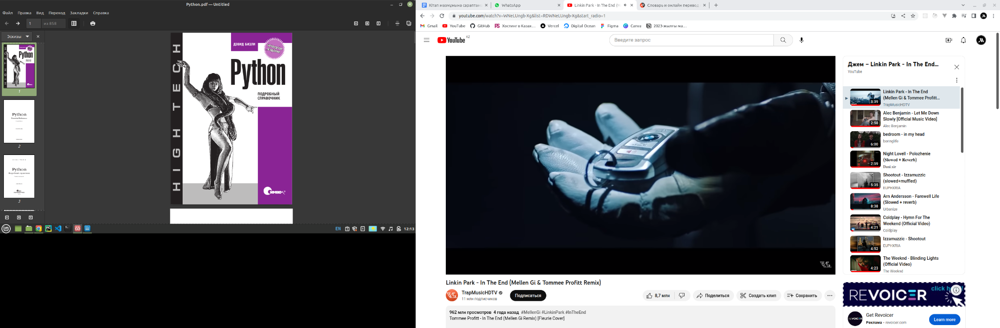 Python.pdf — Untitled
Файл Правка Вид Переход Закладки Справка
1 из 858
Эскизы
1
Python
2
Python
3
HIGH TECH
ДЭВИД БИЗЛИ
четвертое издание
Python
ПОДРОБНЫЙ
СПРАВОЧНИК
СИМВОЛ
EN 12:13
Кітап мазмұнына сараптам
WhatsApp
Linkin Park - In The End (M
Словарь и онлайн перевод
youtube.com/watch?v=WNeLUngb-Xg&list=RDWNeLUngb-Xg&start_radio=1
Gmail YouTube GitHub Хостинг в Казах... Vercel Digital Ocean Figma Canva 2023-жылғы ма...
YouTube KZ
Введите запрос
Linkin Park - In The End (Mellen Gi & Tommee Profitt Remix)
TrapMusicHDTV
11 млн подписчиков
Подписаться
8,7 млн
Поделиться
Создать клип
Сохранить
962 млн просмотров 4 года назад #MellenGi #LinkinPark #InTheEnd
Tommee Profitt - In The End (Mellen Gi Remix) [Fleurie Cover]
Джем – Linkin Park - In The End...
YouTube
3:39
Linkin Park - In The End
(Mellen Gi & Tommee Profitt...
TrapMusicHDTV
2:58
Alec Benjamin - Let Me Down
Slowly [Official Music Video]
Alec Benjamin
6:00
bedroom - in my head
boringlife
2:59
Night Lovell - Polozhenie
(Slowed + Reverb)
Dani.xir
5:35
Shootout - Izzamuzzic
(slowed+muffled)
EUPHXRIA
8:38
Arn Andersson - Farewell Life
(Slowed + reverb)
Urbanize
4:21
Coldplay - Hymn For The
Weekend (Official Video)
Coldplay
4:52
Izzamuzzic - Shootout
EUPHXRIA
4:23
The Weeknd - Blinding Lights
(Official Video)
The Weeknd
REVOICER
click
Get Revoicer
Реклама • revoicer.com
Learn more